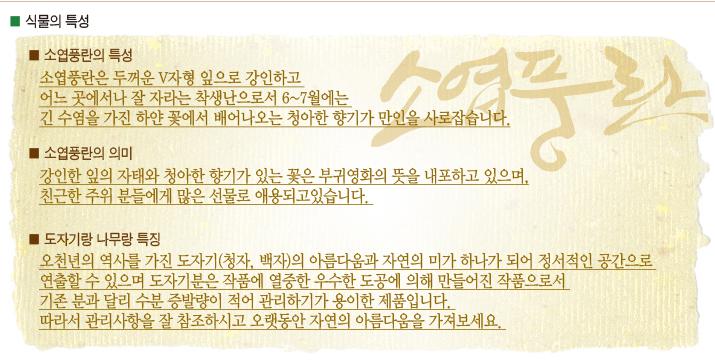 ■ 식물의 특성
소엽풍란
■ 소엽풍란의 특성
소엽풍란은 두꺼운 V자형 잎으로 강인하고
어느 곳에서나 잘 자라는 착생난으로서 6~7월에는
긴 수염을 가진 하얀 꽃에서 배어나오는 청아한 향기가 만인을 사로잡습니다.
■ 소엽풍란의 의미
강인한 잎의 자태와 청아한 향기가 있는 꽃은 부귀영화의 뜻을 내포하고 있으며,
친근한 주위 분들에게 많은 선물로 애용되고있습니다.
■ 도자기랑 나무랑 특징
오천년의 역사를 가진 도자기(청자, 백자)의 아름다움과 자연의 미가 하나가 되어 정서적인 공간으로
연출할 수 있으며 도자기분은 작품에 열중한 우수한 도공에 의해 만들어진 작품으로서
기존 분과 달리 수분 증발량이 적어 관리하기가 용이한 제품입니다.
따라서 관리사항을 잘 참조하시고 오랫동안 자연의 아름다움을 가져보세요.